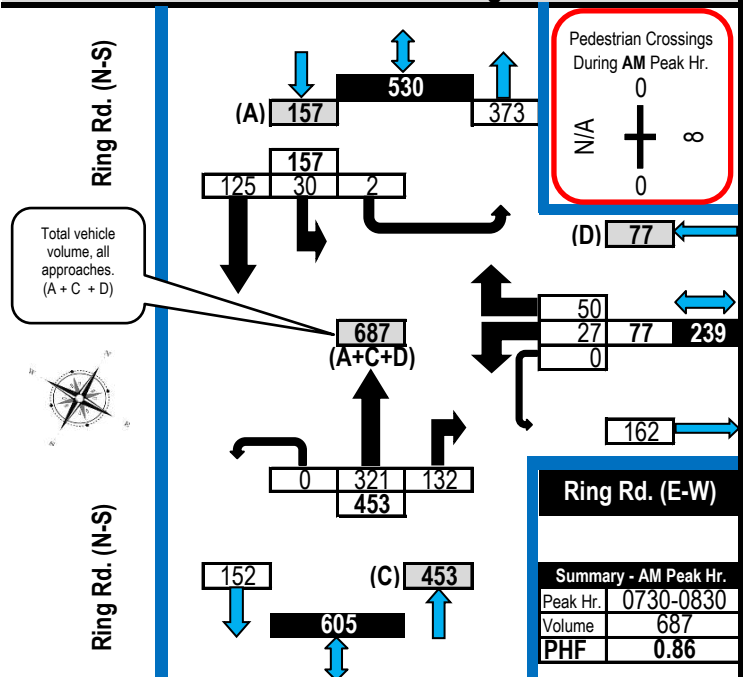 Ring Rd. (N-S)
(A) 157
530
373
157
125 30 2
Pedestrian Crossings
During AM Peak Hr.
0
N/A
8
0
Total vehicle
volume, all
approaches.
(A + C + D)
(D) 77
687
(A+C+D)
50
27 77 239
0
162
0 321 132
453
Ring Rd. (N-S)
152
(C) 453
605
Ring Rd. (E-W)
Summary - AM Peak Hr.
Peak Hr. 0730-0830
Volume 687
PHF 0.86